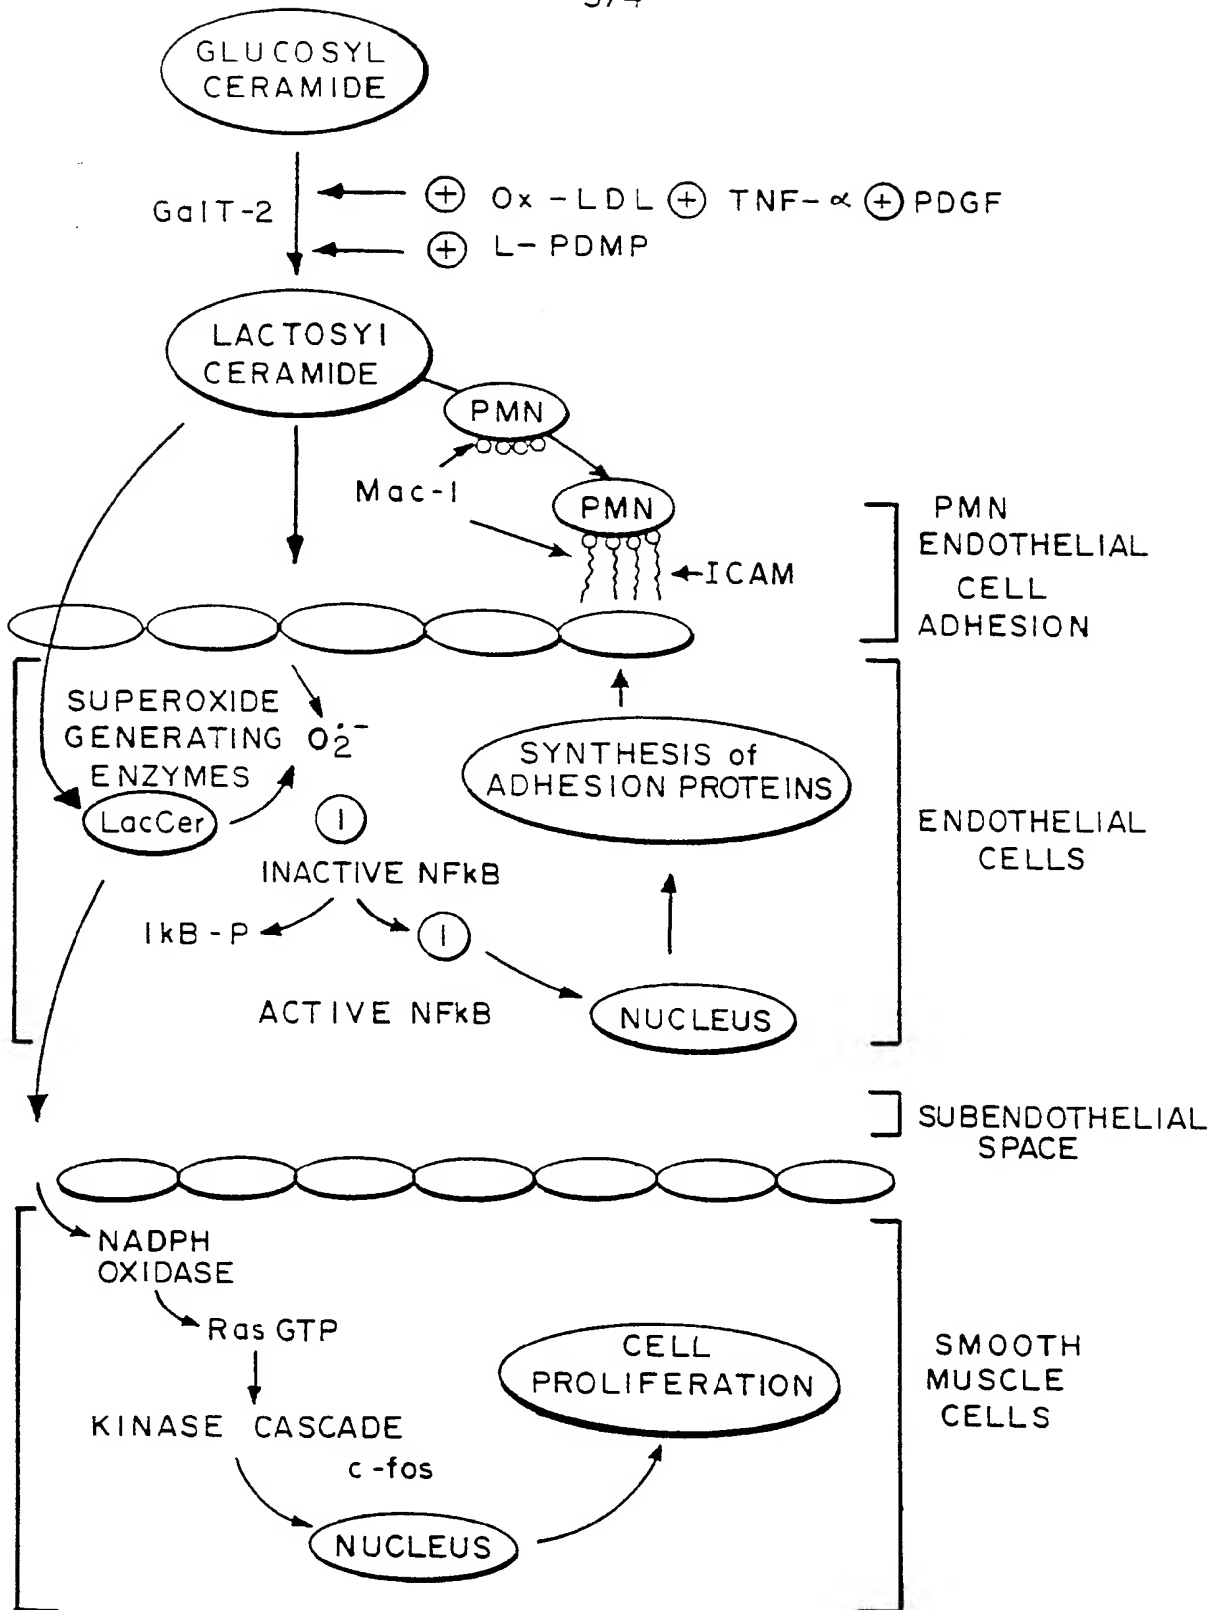 GLUCOSYL
CERAMIDE
GalT-2
+ Ox-LDL + TNF-∝ + PDGF
+ L-PDMP
LACTOSYl
CERAMIDE
PMN
Mac-1
PMN
ICAM
PMN
ENDOTHELIAL
CELL
ADHESION
SUPEROXIDE
GENERATING
ENZYMES
O2·-
LacCer
I
INACTIVE NFkB
IkB-P
I
ACTIVE NFkB
NUCLEUS
SYNTHESIS of
ADHESION PROTEINS
ENDOTHELIAL
CELLS
SUBENDOTHELIAL
SPACE
NADPH
OXIDASE
Ras GTP
KINASE CASCADE
c-fos
NUCLEUS
CELL
PROLIFERATION
SMOOTH
MUSCLE
CELLS